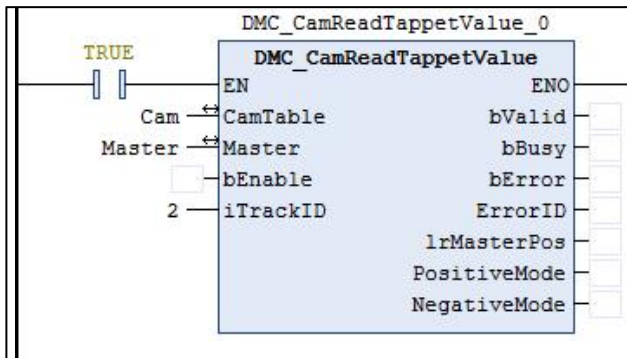 DMC_CamReadTappetValue_0
TRUE
DMC_CamReadTappetValue
EN ENO
Cam CamTable bValid
Master Master bBusy
bEnable bError
2 iTrackID ErrorID
lrMasterPos
PositiveMode
NegativeMode